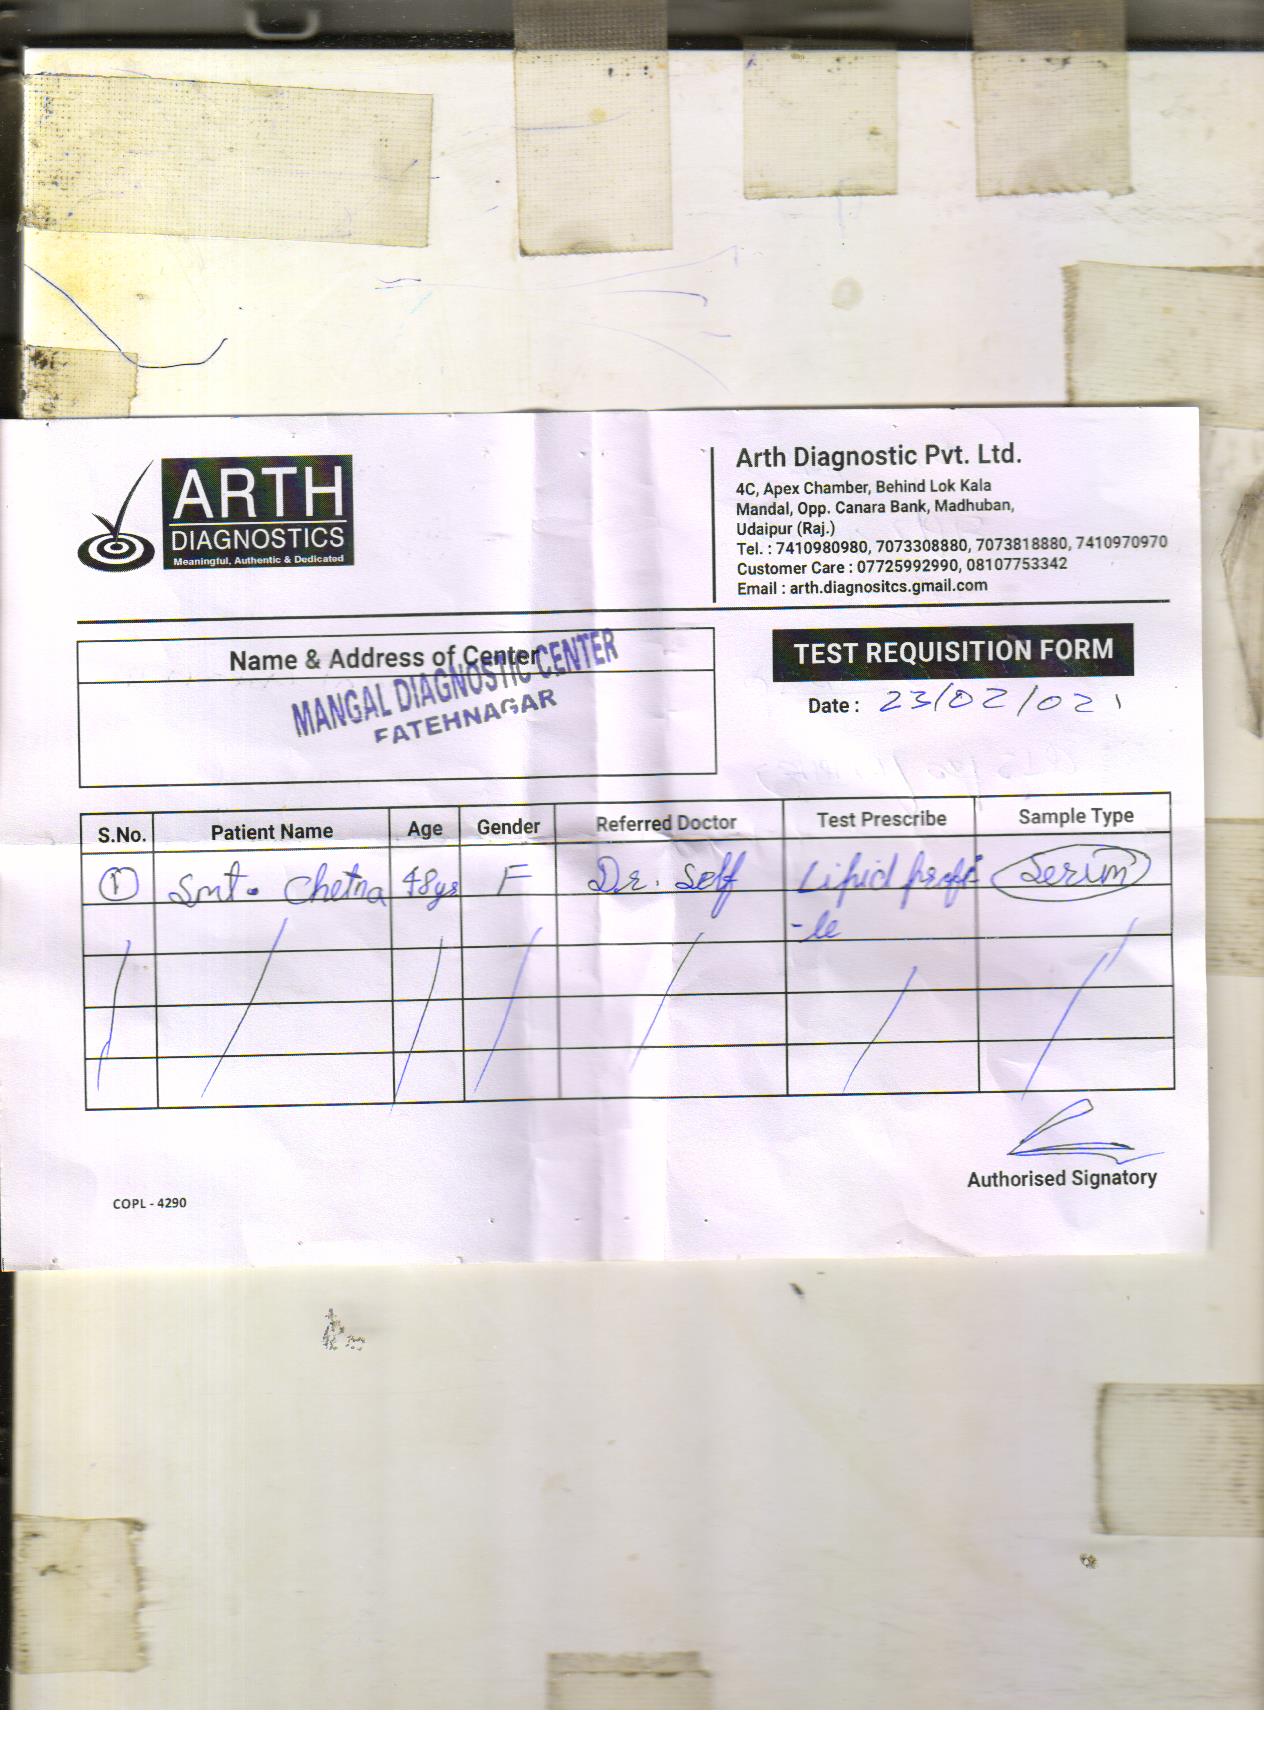 ARTH
DIAGNOSTICS
Meaningful, Authentic & Dedicated
Arth Diagnostic Pvt. Ltd.
4C, Apex Chamber, Behind Lok Kala
Mandal, Opp. Canara Bank, Madhuban,
Udaipur (Raj.)
Tel. : 7410980980, 7073308880, 7073818880, 7410970970
Customer Care : 07725992990, 08107753342
Email : arth.diagnositcs.gmail.com
Name & Address of Center
MANGAL DIAGNOSTIC CENTER
FATEHNAGAR
TEST REQUISITION FORM
Date : 23/02/021
S.No. Patient Name Age Gender Referred Doctor Test Prescribe Sample Type
1 Smt. Chetna 48ys F Dr. Self Lipid profi Serum
-le
Authorised Signatory
COPL - 4290